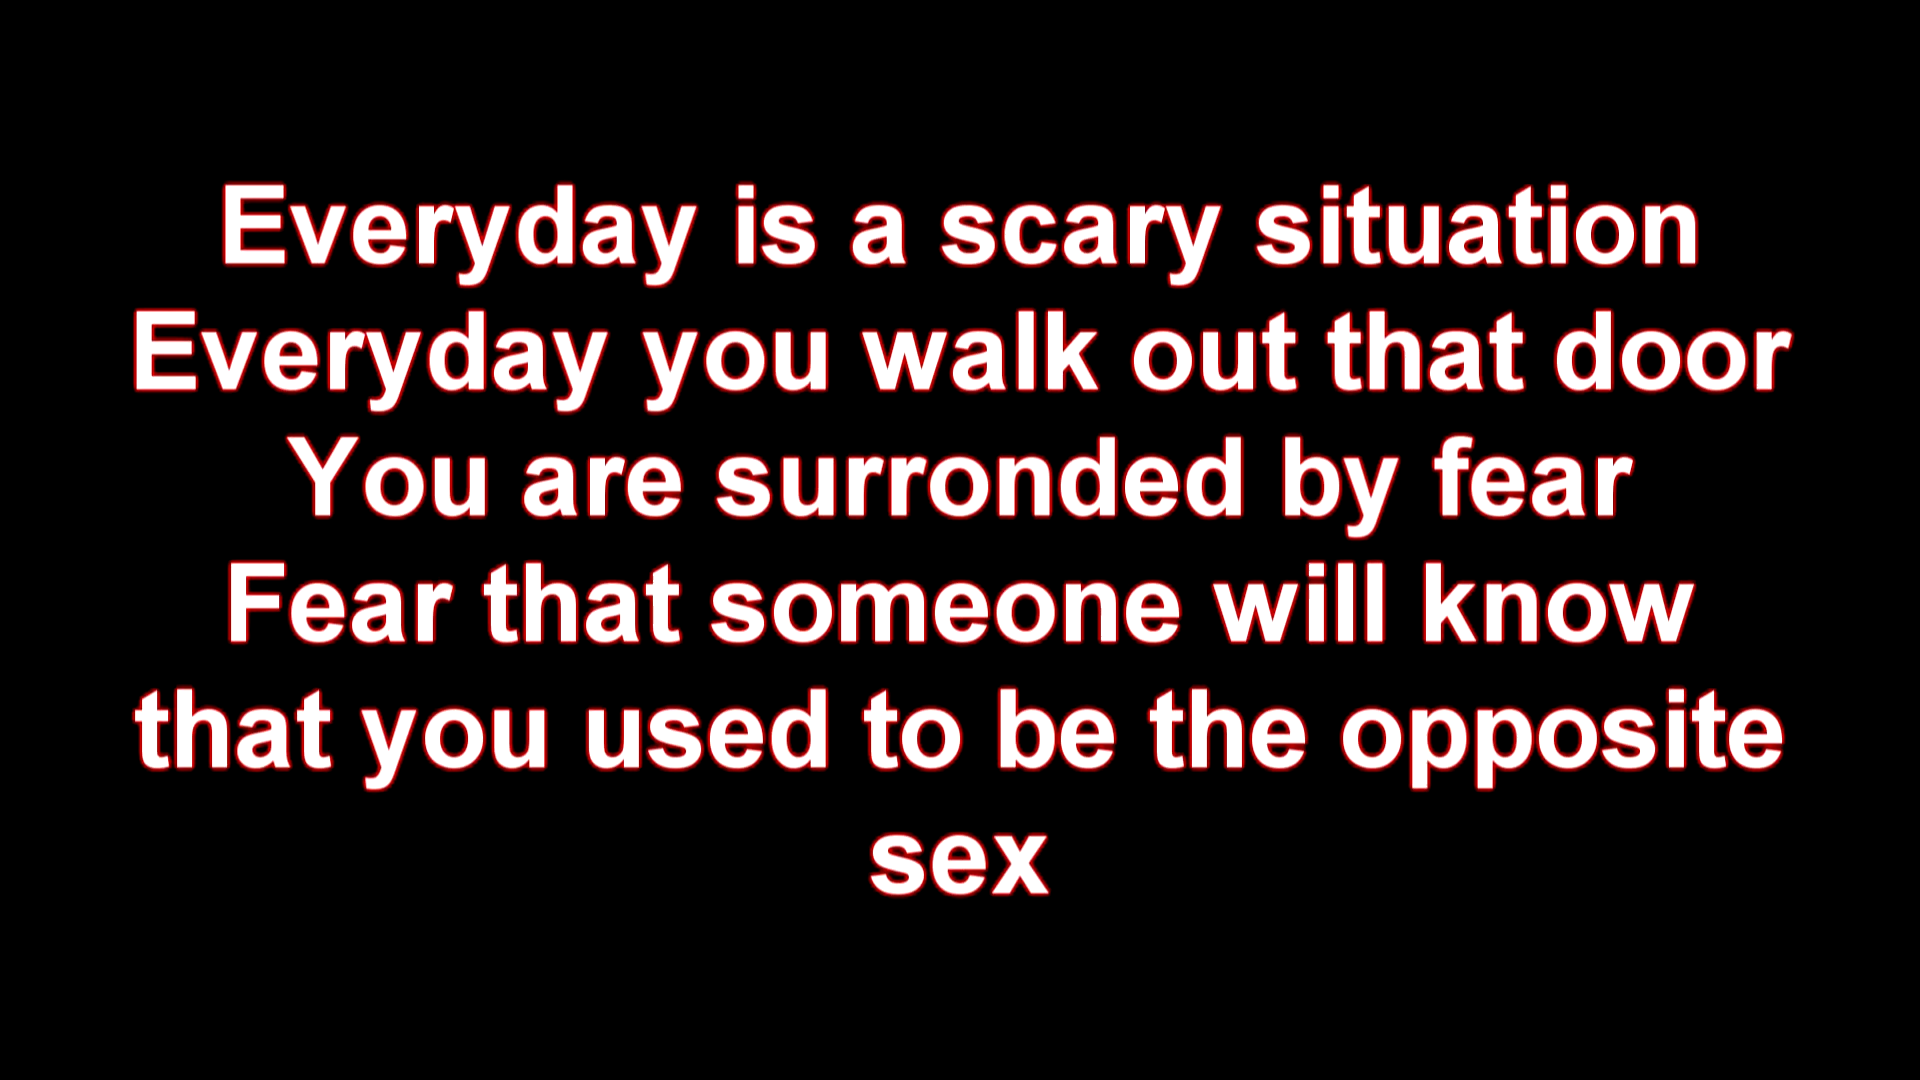 Everyday is a scary situation
Everyday you walk out that door
You are surronded by fear
Fear that someone will know
that you used to be the opposite
sex